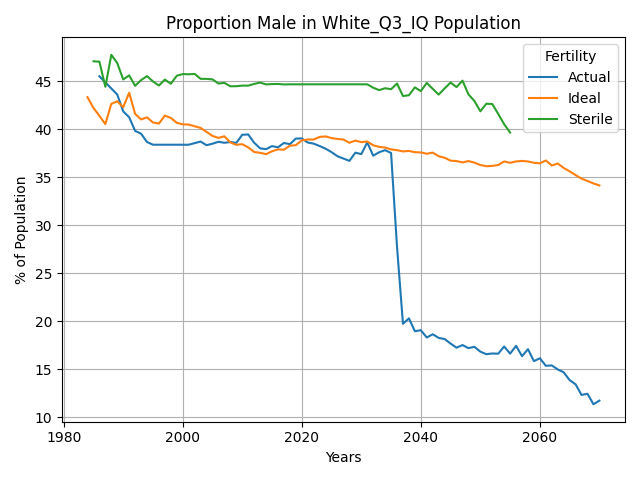 Proportion Male in White_Q3_IQ Population
% of Population
45
40
35
30
25
20
15
10
1980
2000
2020
2040
2060
Years
Fertility
Actual
Ideal
Sterile